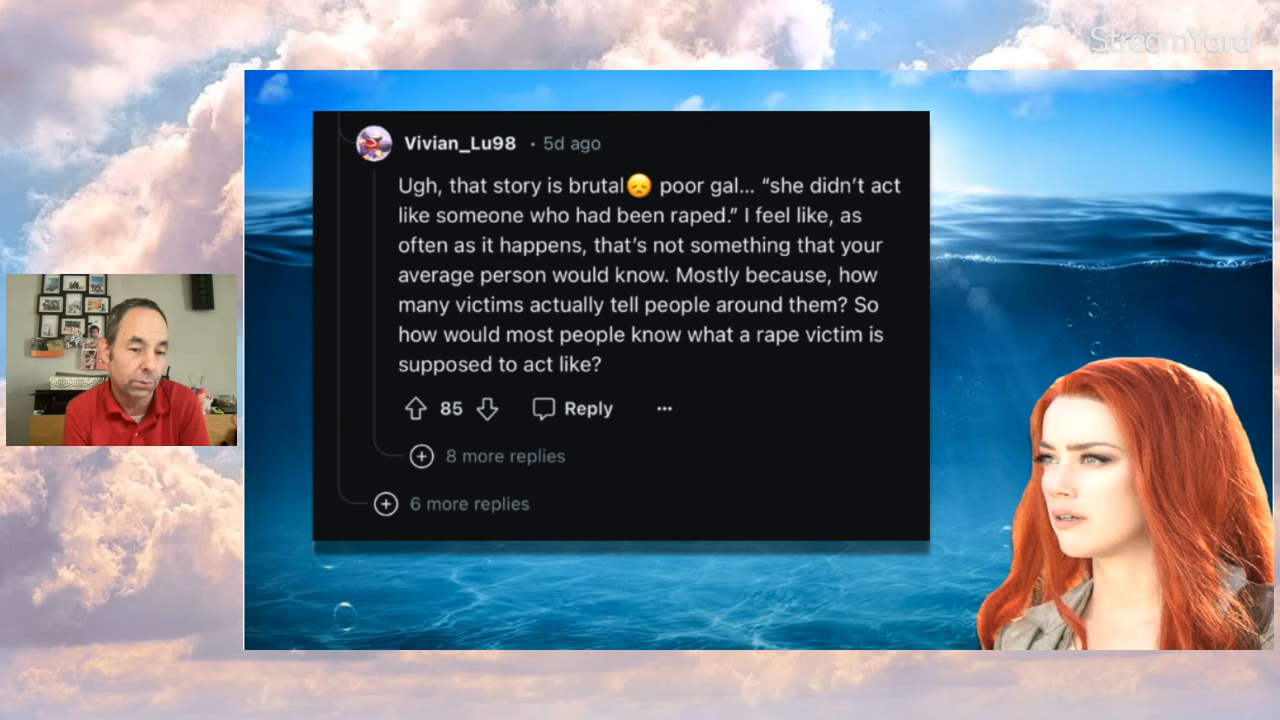 StreamYard
Vivian_Lu98 · 5d ago
Ugh, that story is brutal😞 poor gal... “she didn’t act
like someone who had been raped.” I feel like, as
often as it happens, that’s not something that your
average person would know. Mostly because, how
many victims actually tell people around them? So
how would most people know what a rape victim is
supposed to act like?
85 Reply ...
8 more replies
6 more replies